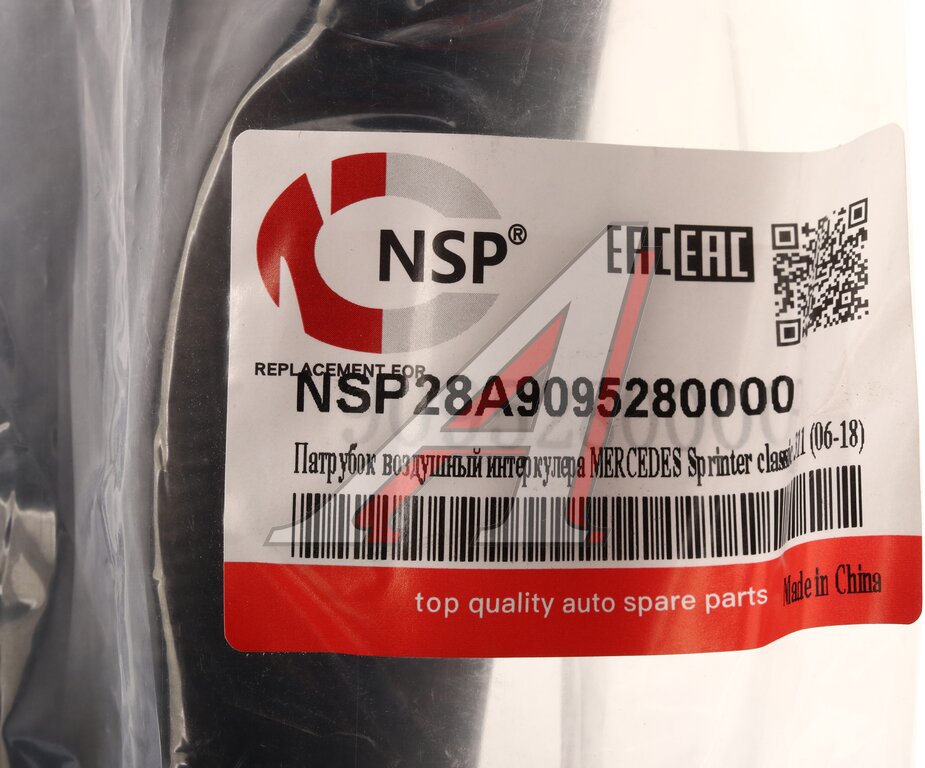 NSP®
EAC EAC
REPLACEMENT FOR
NSP28A9095280000
Патрубок воздушный интеркулера MERCEDES Sprinter classic 311 (06-18)
top quality auto spare parts Made in China